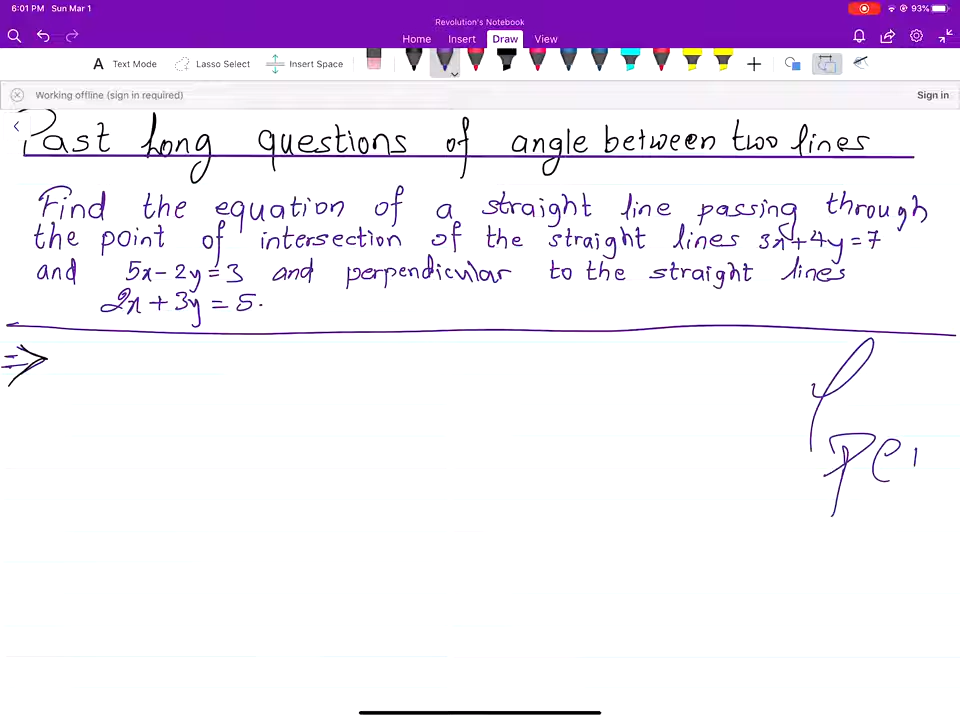 6:01 PM Sun Mar 1
93%
Revolution's Notebook
Home Insert Draw View
Text Mode Lasso Select Insert Space
Working offline (sign in required) Sign in
Past Long questions of angle between two lines
Find the equation of a straight line passing through
the point of intersection of the straight lines 3x+4y=7
and 5x-2y=3 and perpendicular to the straight lines
2x+3y=5.